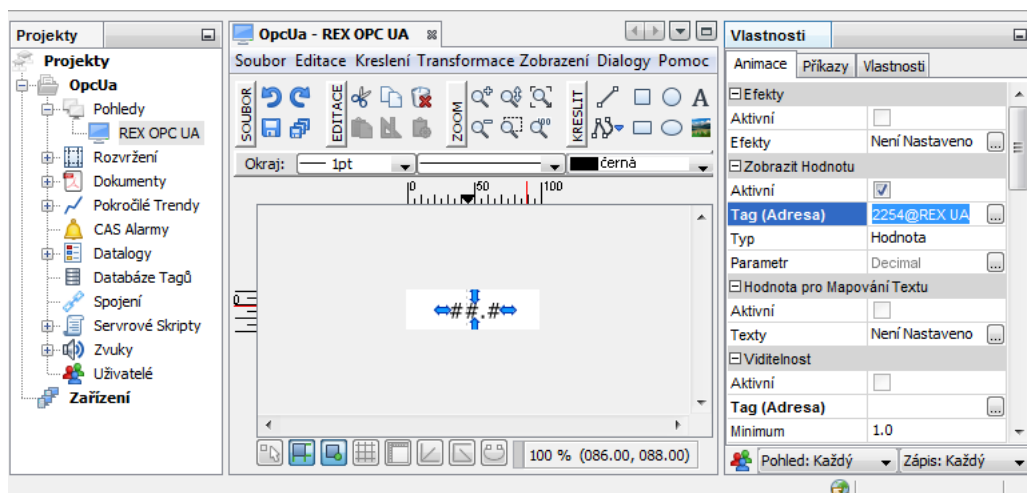 Projekty
Projekty
OpcUa
Pohledy
REX OPC UA
Rozvržení
Dokumenty
Pokročilé Trendy
CAS Alarmy
Datalogy
Databáze Tagů
Spojení
Servrové Skripty
Zvuky
Uživatelé
Zařízení
OpcUa - REX OPC UA
Soubor Editace Kreslení Transformace Zobrazení Dialogy Pomoc
SOUBOR
EDITACE
ZOOM
KRESLIT
Okraj: 1pt černá
0 50 100
0
##.#
100 % (086.00, 088.00)
Vlastnosti
Animace Příkazy Vlastnosti
Efekty
Aktivní
Efekty Není Nastaveno ...
Zobrazit Hodnotu
Aktivní
Tag (Adresa) 2254@REX UA ...
Typ Hodnota
Parametr Decimal ...
Hodnota pro Mapování Textu
Aktivní
Texty Není Nastaveno ...
Viditelnost
Aktivní
Tag (Adresa) ...
Minimum 1.0
Pohled: Každý Zápis: Každý